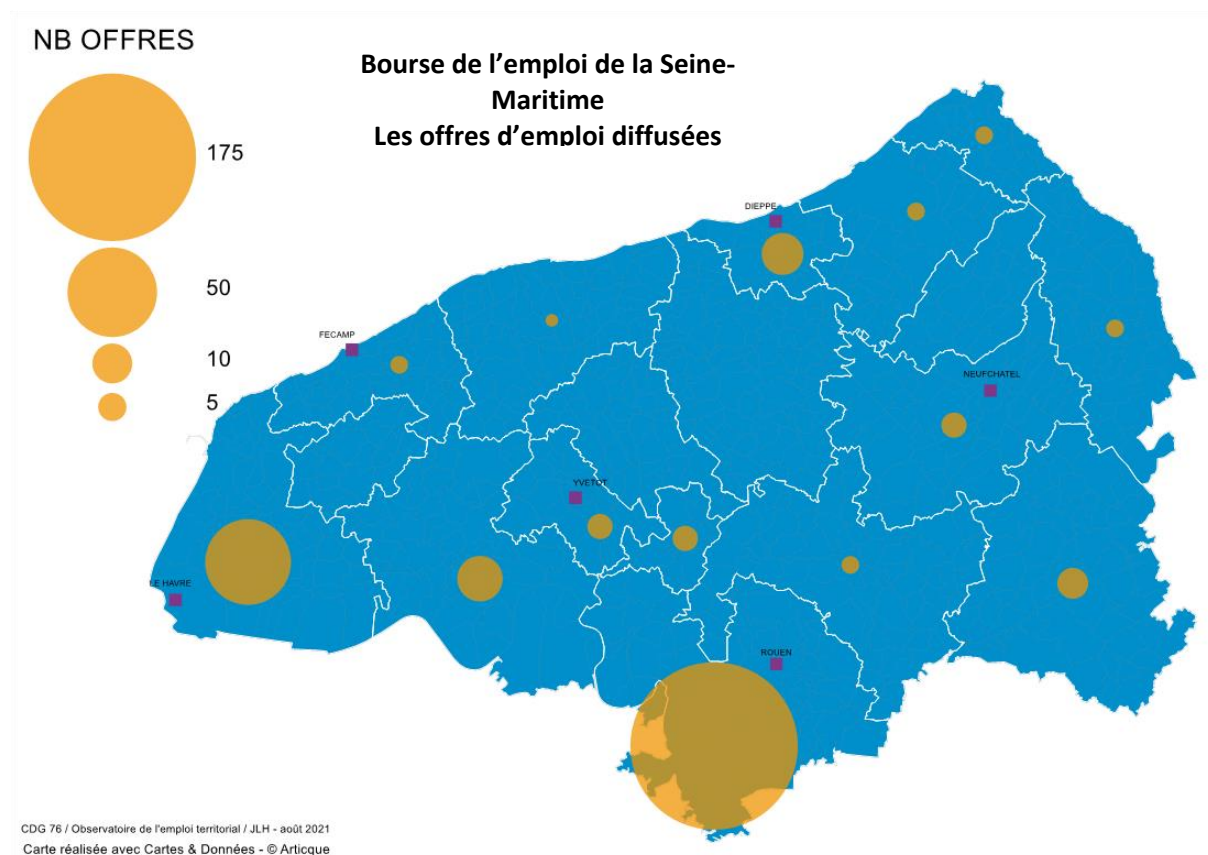 NB OFFRES
Bourse de l’emploi de la Seine-
Maritime
Les offres d’emploi diffusées
175
50
10
5
DIEPPE
FECAMP
NEUFCHATEL
YVETOT
LE HAVRE
ROUEN
CDG 76 / Observatoire de l'emploi territorial / JLH - août 2021
Carte réalisée avec Cartes & Données - © Articque